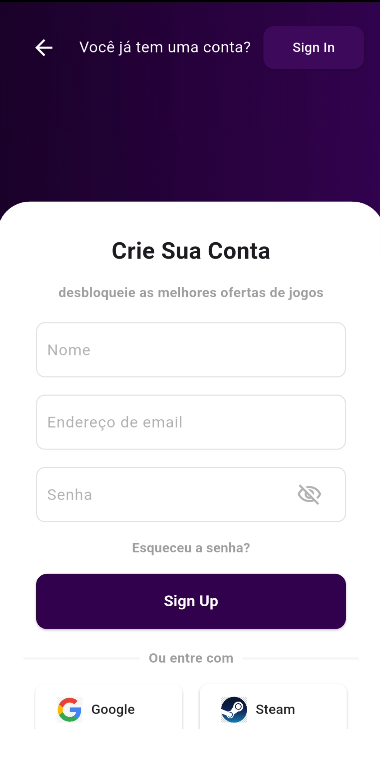 Você já tem uma conta?
Sign In
Crie Sua Conta
desbloqueie as melhores ofertas de jogos
Nome
Endereço de email
Senha
Esqueceu a senha?
Sign Up
Ou entre com
Google
Steam